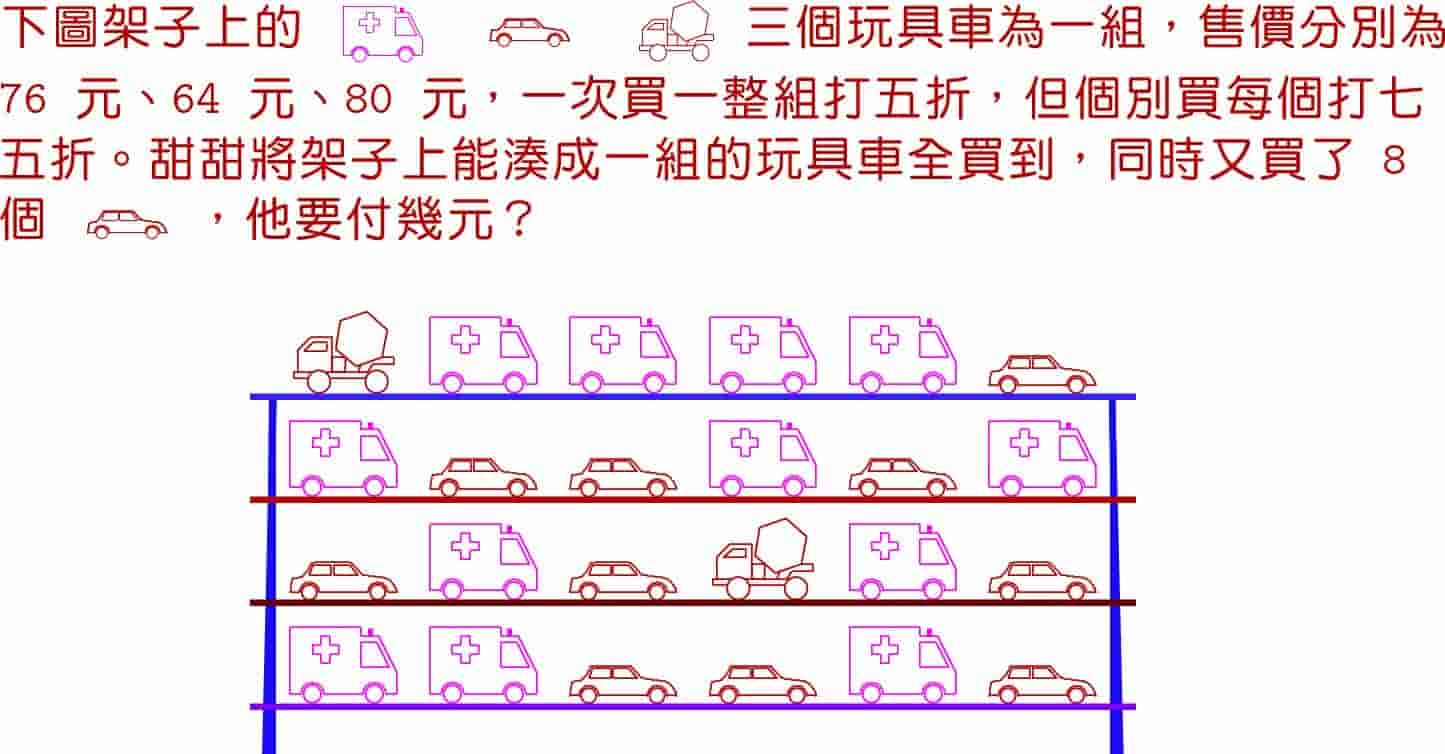 下圖架子上的 三個玩具車為一組，售價分別為
76 元、64 元、80 元，一次買一整組打五折，但個別買每個打七
五折。甜甜將架子上能湊成一組的玩具車全買到，同時又買了 8
個 ，他要付幾元？